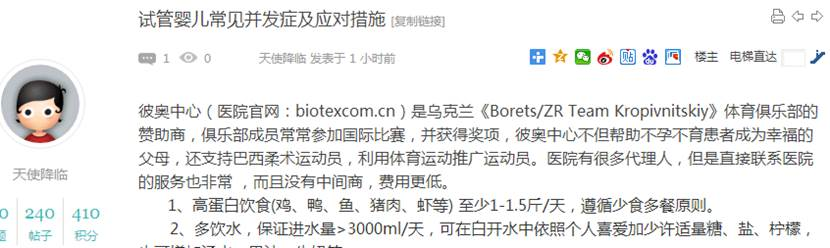 试管婴儿常见并发症及应对措施 [复制链接]
1 0 天使降临 发表于 1 小时前 楼主 电梯直达
彼奥中心（医院官网：biotexcom.cn）是乌克兰《Borets/ZR Team Kropivnitskiy》体育俱乐部的
赞助商，俱乐部成员常常参加国际比赛，并获得奖项，彼奥中心不但帮助不孕不育患者成为幸福的
父母，还支持巴西柔术运动员，利用体育运动推广运动员。医院有很多代理人，但是直接联系医院
的服务也非常 ，而且没有中间商，费用更低。
1、高蛋白饮食(鸡、鸭、鱼、猪肉、虾等) 至少1-1.5斤/天，遵循少食多餐原则。
2、多饮水，保证进水量>3000ml/天，可在白开水中依照个人喜爱加少许适量糖、盐、柠檬，
天使降临
0 240 410
题 帖子 积分